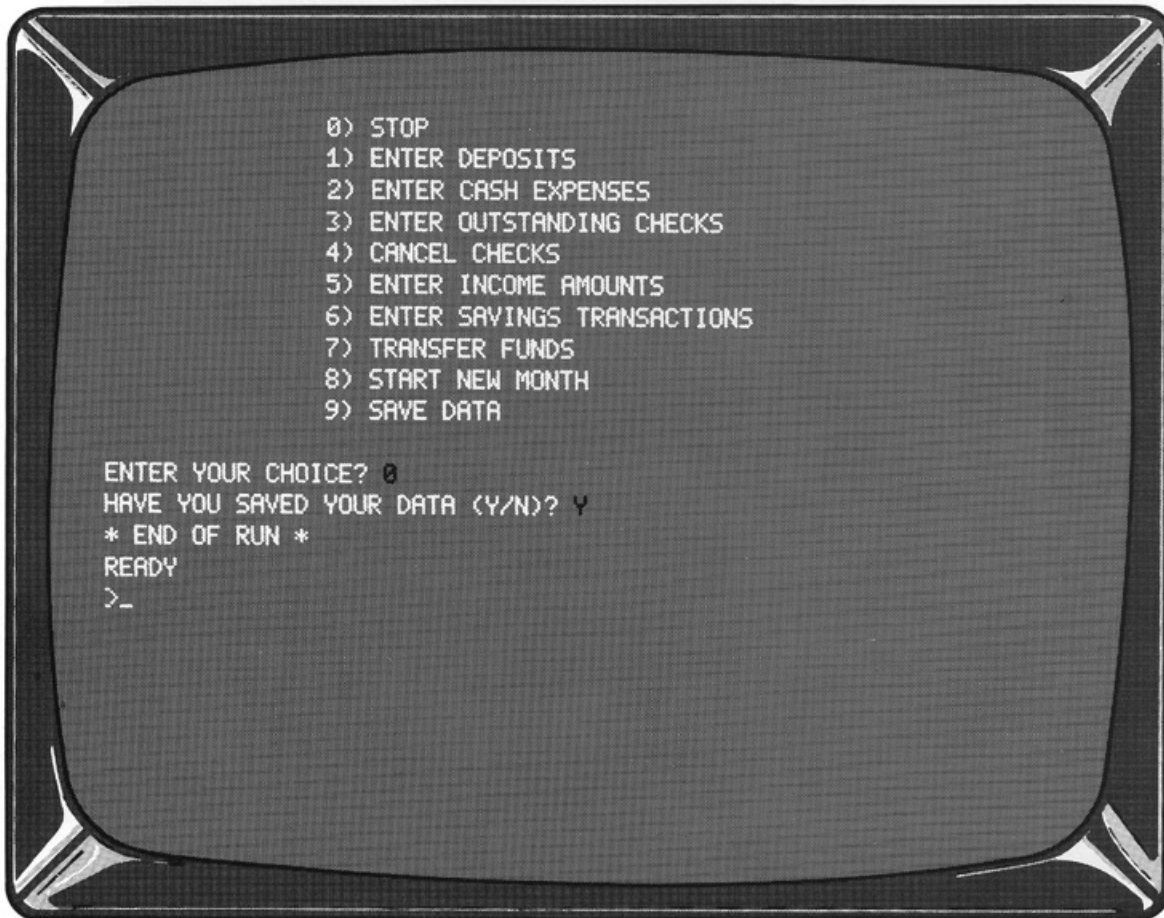 0) STOP
1) ENTER DEPOSITS
2) ENTER CASH EXPENSES
3) ENTER OUTSTANDING CHECKS
4) CANCEL CHECKS
5) ENTER INCOME AMOUNTS
6) ENTER SAVINGS TRANSACTIONS
7) TRANSFER FUNDS
8) START NEW MONTH
9) SAVE DATA
ENTER YOUR CHOICE? 0
HAVE YOU SAVED YOUR DATA (Y/N)? Y
* END OF RUN *
READY
>_